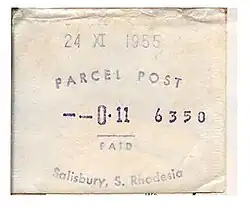 24 XI 1955
PARCEL POST
--0·11 6350
PAID
Salisbury, S. Rhodesia